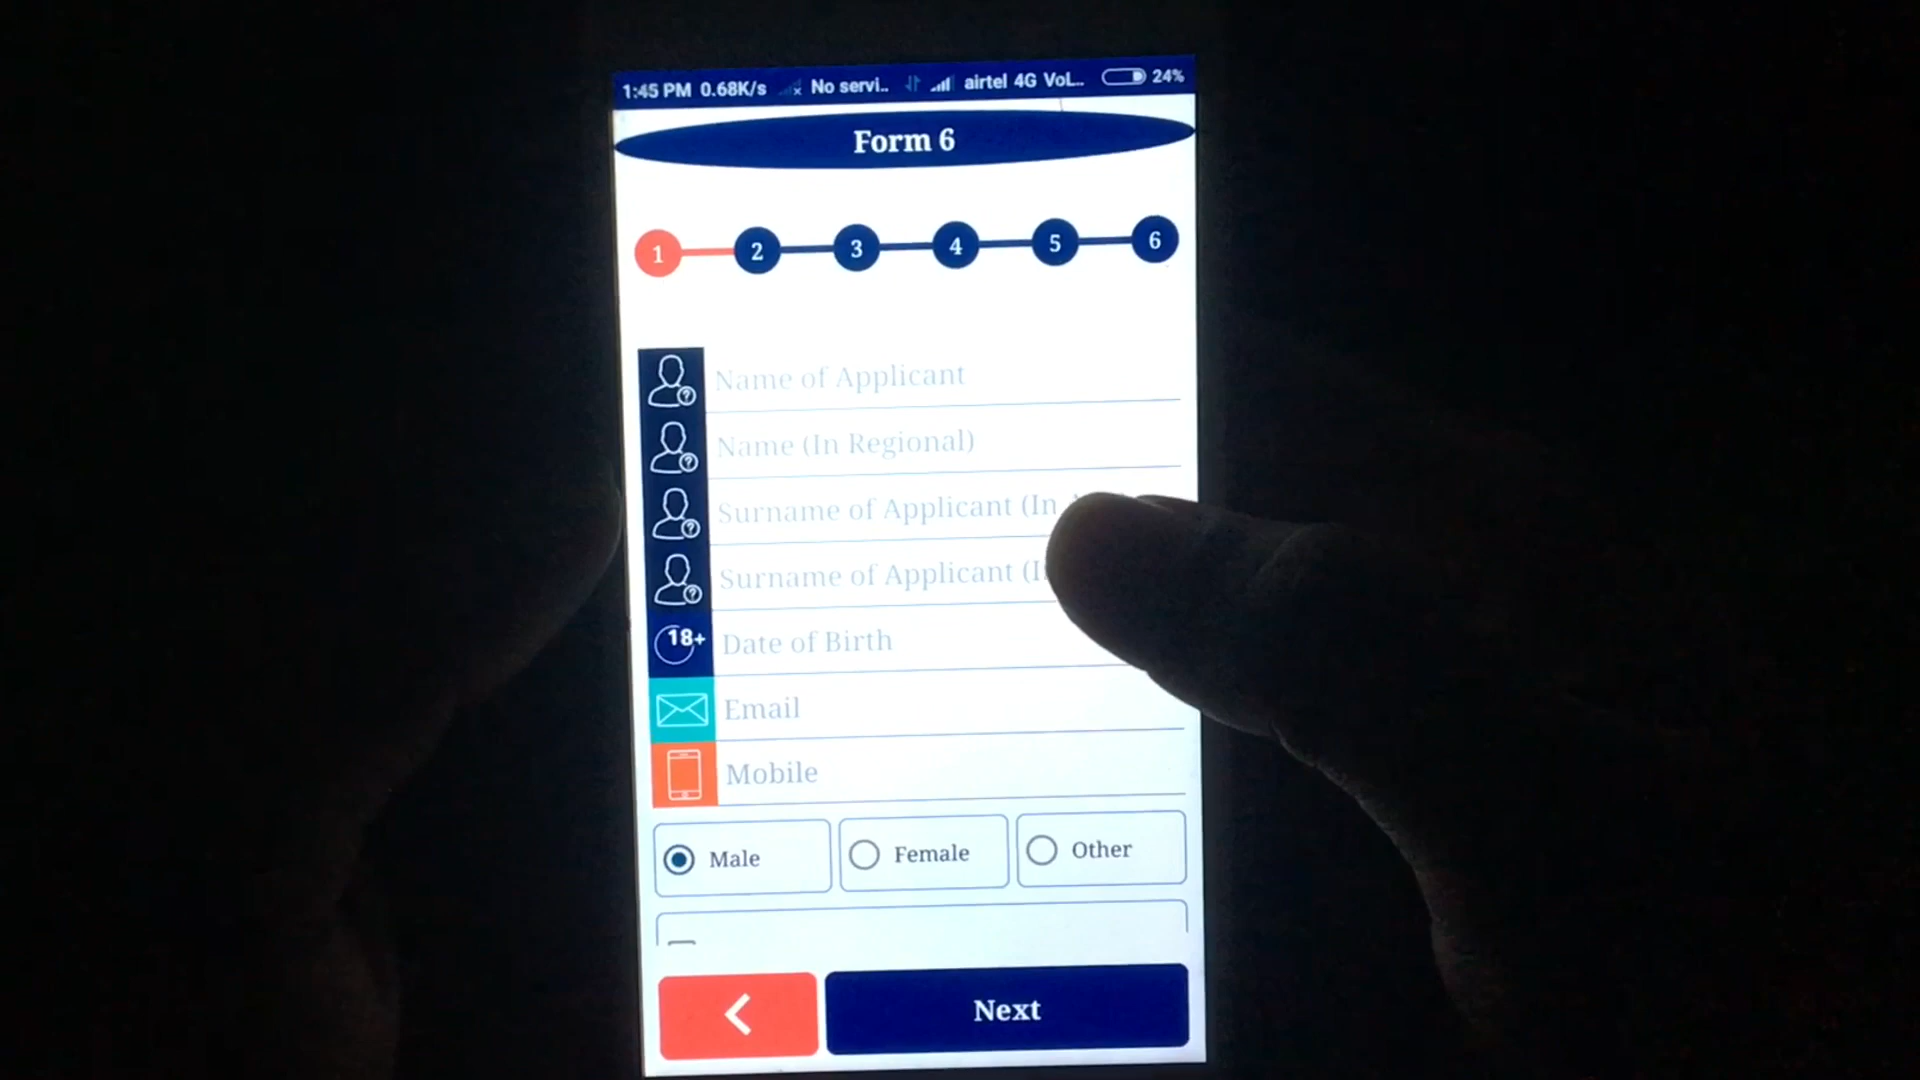 1:45 PM 0.68K/s No servi.. airtel 4G VoL.. 24%
Form 6
1 2 3 4 5 6
Name of Applicant
Name (In Regional)
Surname of Applicant (In
Surname of Applicant
18+ Date of Birth
Email
Mobile
Male Female Other
Next